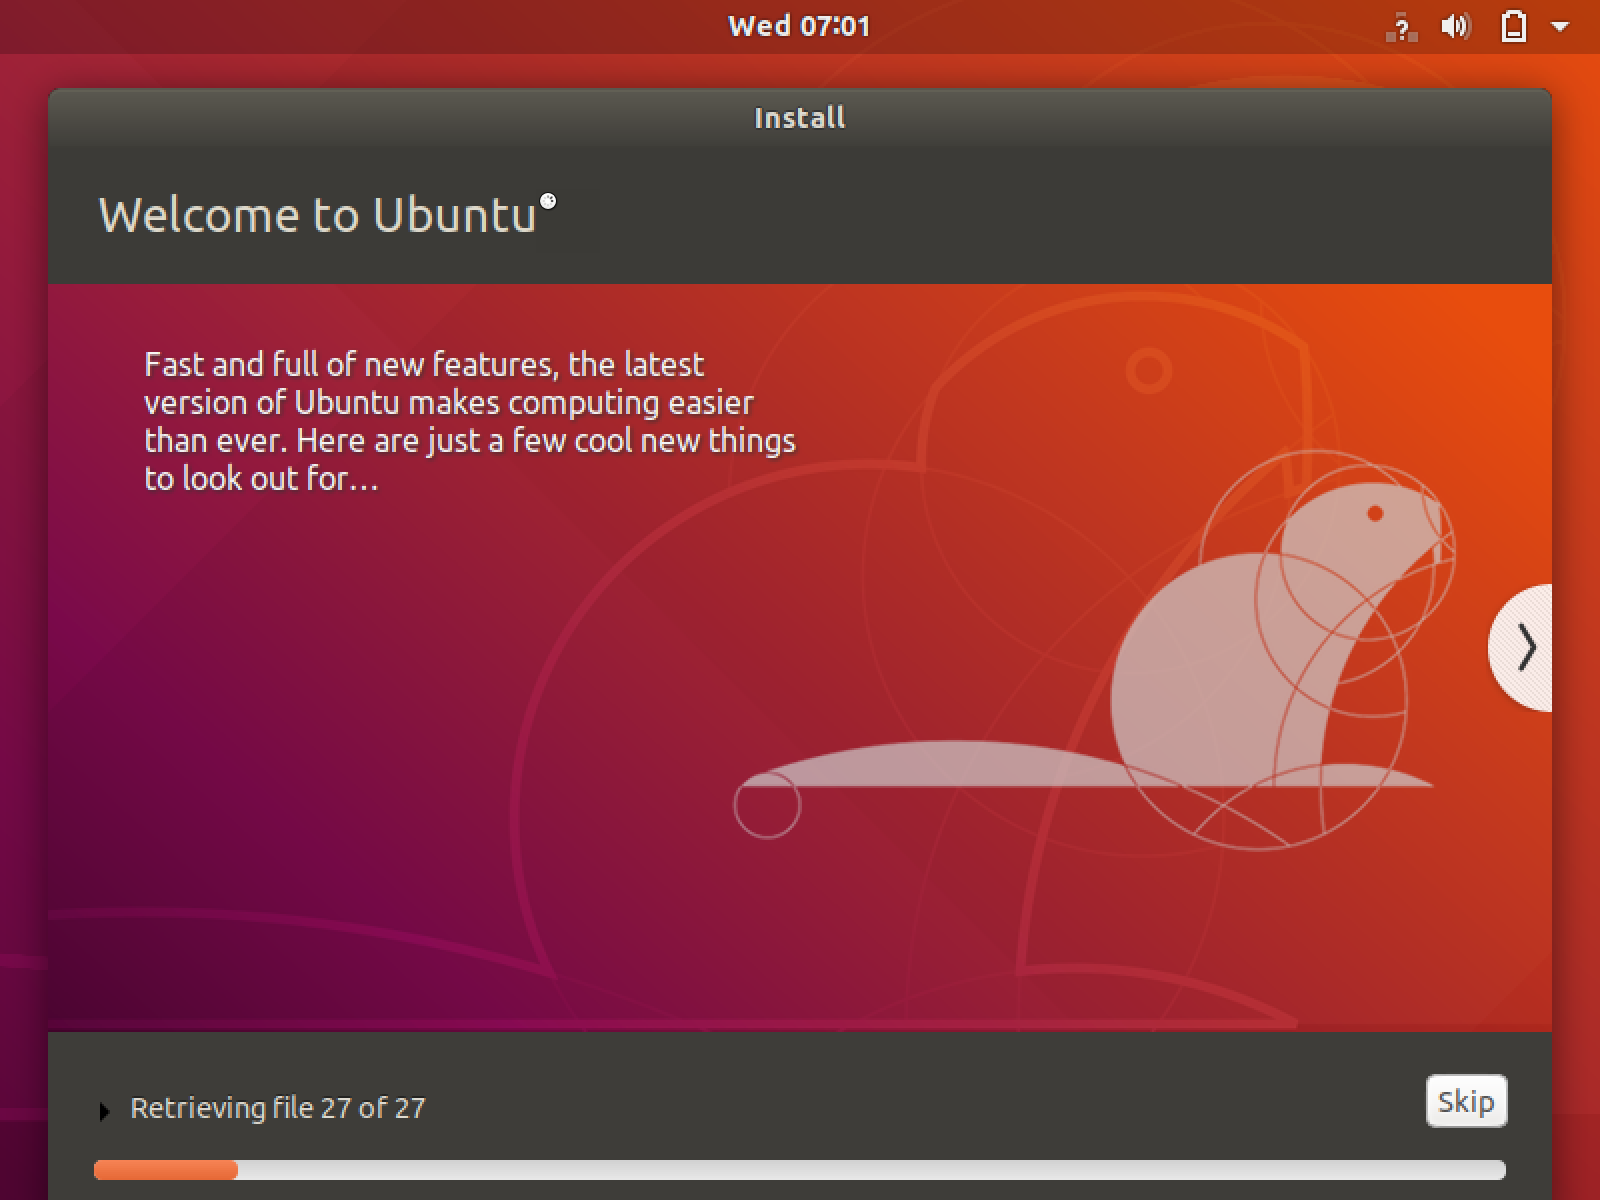 Wed 07:01
Install
Welcome to Ubuntu
Fast and full of new features, the latest
version of Ubuntu makes computing easier
than ever. Here are just a few cool new things
to look out for…
Retrieving file 27 of 27
Skip